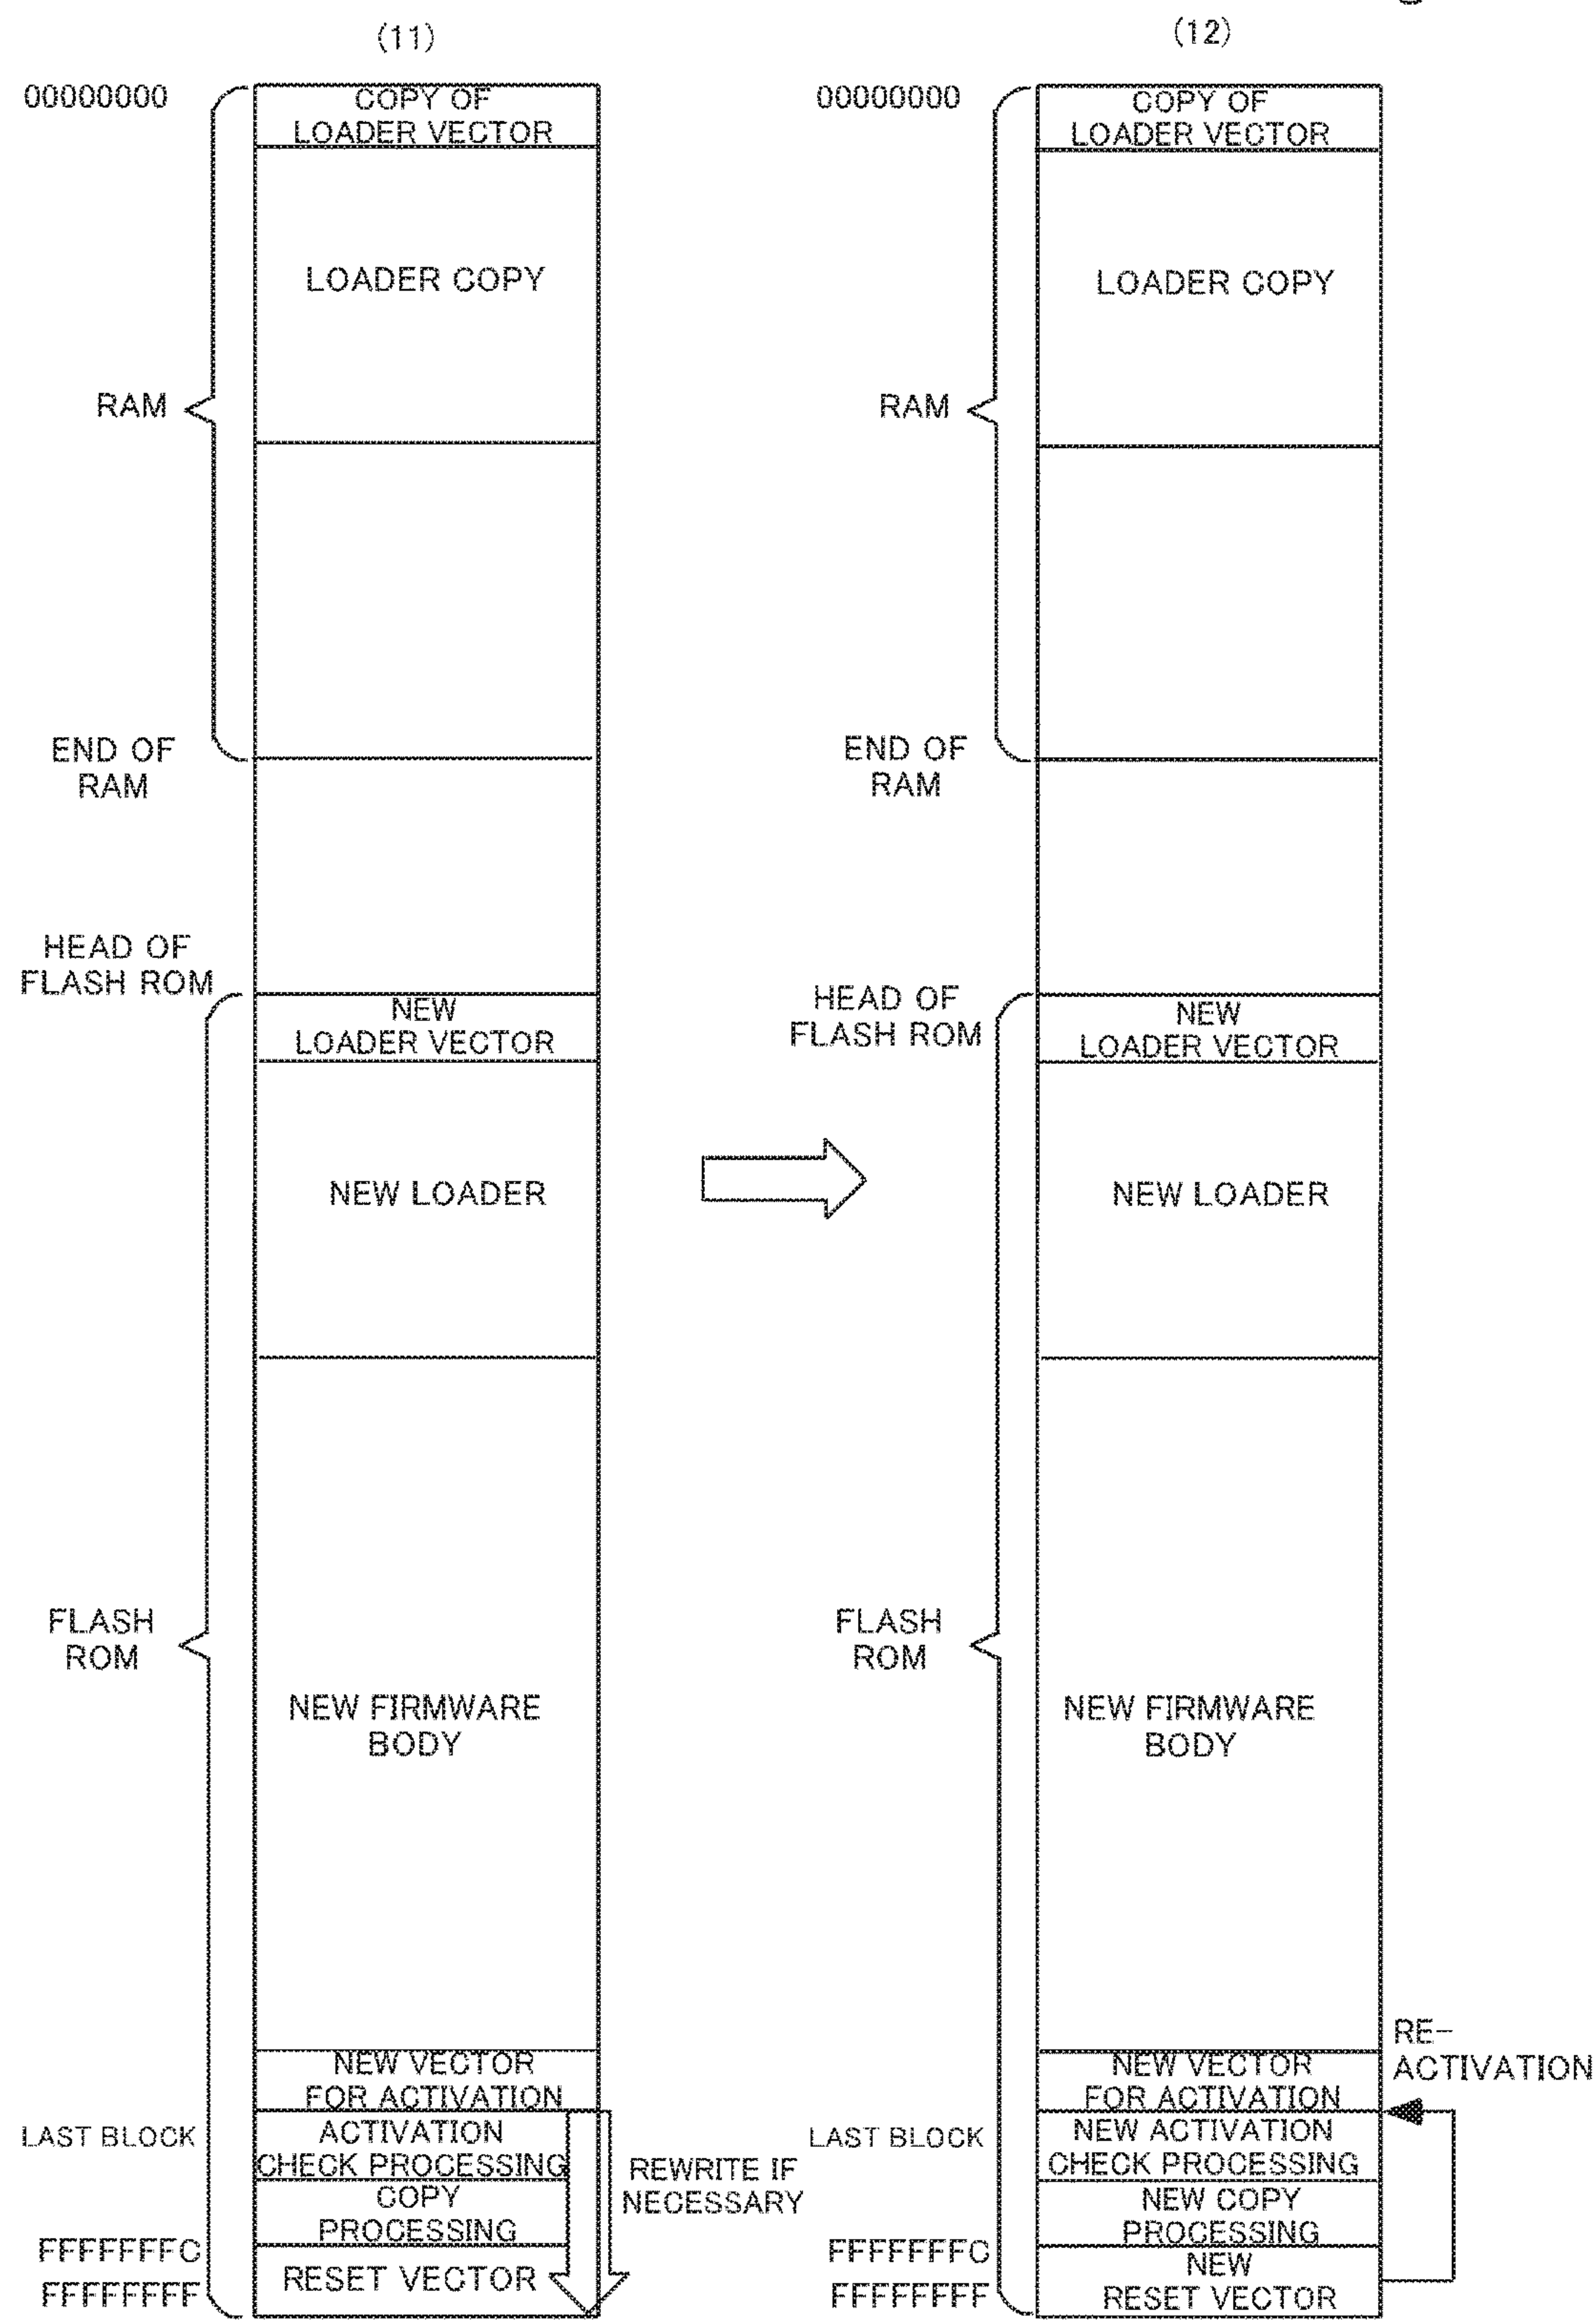 (11)
00000000
COPY OF
LOADER VECTOR
LOADER COPY
RAM
END OF
RAM
HEAD OF
FLASH ROM
NEW
LOADER VECTOR
NEW LOADER
FLASH
ROM
NEW FIRMWARE
BODY
NEW VECTOR
FOR ACTIVATION
LAST BLOCK
ACTIVATION
CHECK PROCESSING
COPY
PROCESSING
REWRITE IF
NECESSARY
FFFFFFFC
RESET VECTOR
FFFFFFFF
(12)
00000000
COPY OF
LOADER VECTOR
LOADER COPY
RAM
END OF
RAM
HEAD OF
FLASH ROM
NEW
LOADER VECTOR
NEW LOADER
FLASH
ROM
NEW FIRMWARE
BODY
RE-
ACTIVATION
NEW VECTOR
FOR ACTIVATION
LAST BLOCK
NEW ACTIVATION
CHECK PROCESSING
NEW COPY
PROCESSING
FFFFFFFC
NEW
RESET VECTOR
FFFFFFFF